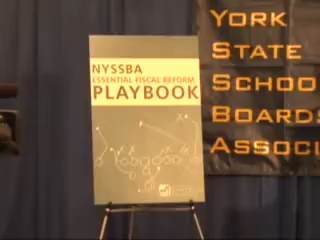 NYSSBA
ESSENTIAL FISCAL REFORM
PLAYBOOK
YORK
STATE
SCHOO
BOARDS
ASSOCI